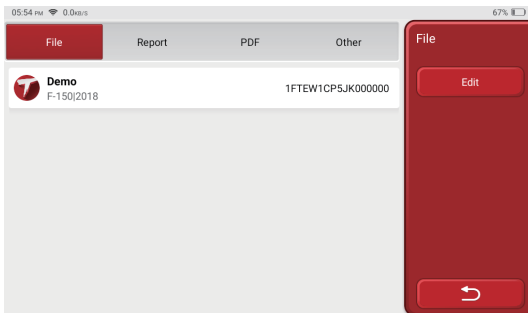 05:54 PM 0.0KB/S 67%
File Report PDF Other File
Demo
F-150|2018 1FTEW1CP5JK000000 Edit